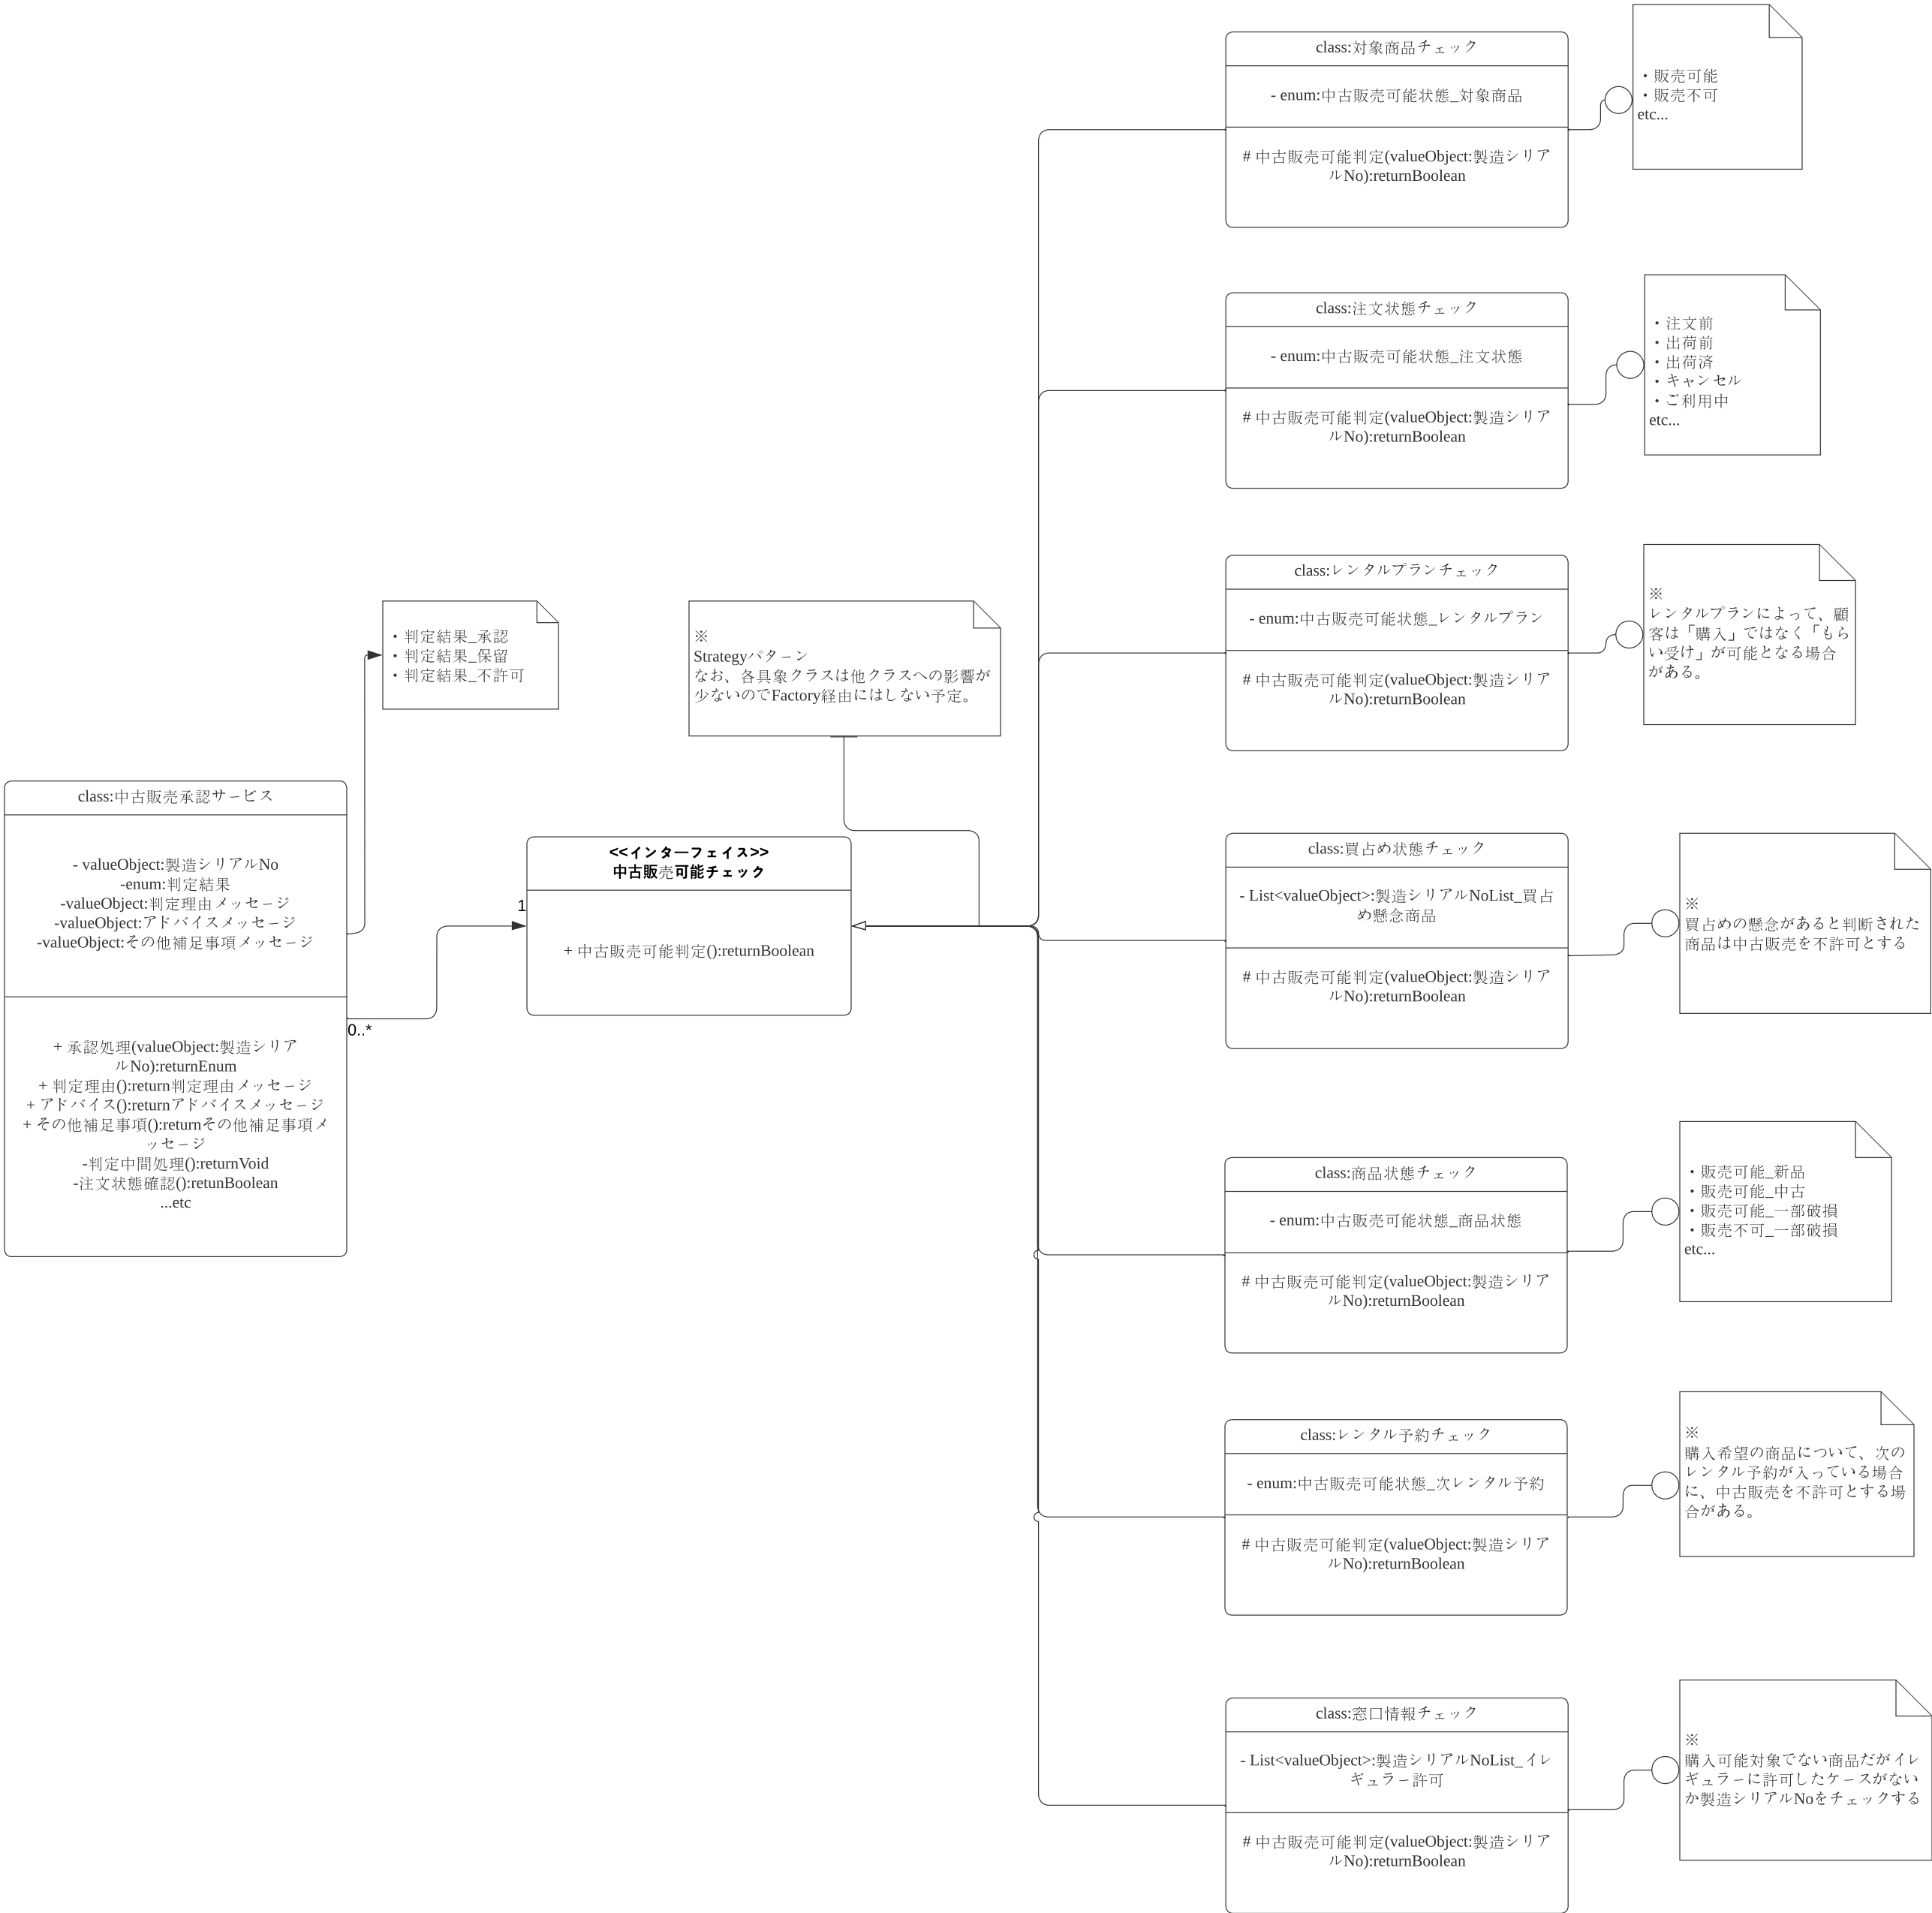 class:対象商品チェック
- enum:中古販売可能状態_対象商品
# 中古販売可能判定(valueObject:製造シリア
ルNo):returnBoolean
・販売可能
・販売不可
etc...
class:注文状態チェック
- enum:中古販売可能状態_注文状態
# 中古販売可能判定(valueObject:製造シリア
ルNo):returnBoolean
・注文前
・出荷前
・出荷済
・キャンセル
・ご利用中
etc...
class:レンタルプランチェック
- enum:中古販売可能状態_レンタルプラン
# 中古販売可能判定(valueObject:製造シリア
ルNo):returnBoolean
※
レンタルプランによって、顧
客は「購入」ではなく「もら
い受け」が可能となる場合
がある。
・判定結果_承認
・判定結果_保留
・判定結果_不許可
※
Strategyパターン
なお、各具象クラスは他クラスへの影響が
少ないのでFactory経由にはしない予定。
class:中古販売承認サービス
- valueObject:製造シリアルNo
-enum:判定結果
-valueObject:判定理由メッセージ
-valueObject:アドバイスメッセージ
-valueObject:その他補足事項メッセージ
+ 承認処理(valueObject:製造シリア
ルNo):returnEnum
+ 判定理由():return判定理由メッセージ
+ アドバイス():returnアドバイスメッセージ
+ その他補足事項():returnその他補足事項メ
ッセージ
-判定中間処理():returnVoid
-注文状態確認():retunBoolean
...etc
0..*
1
<<インターフェイス>>
中古販売可能チェック
+ 中古販売可能判定():returnBoolean
class:買占め状態チェック
- List<valueObject>:製造シリアルNoList_買占
め懸念商品
# 中古販売可能判定(valueObject:製造シリア
ルNo):returnBoolean
※
買占めの懸念があると判断された
商品は中古販売を不許可とする
class:商品状態チェック
- enum:中古販売可能状態_商品状態
# 中古販売可能判定(valueObject:製造シリア
ルNo):returnBoolean
・販売可能_新品
・販売可能_中古
・販売可能_一部破損
・販売不可_一部破損
etc...
class:レンタル予約チェック
- enum:中古販売可能状態_次レンタル予約
# 中古販売可能判定(valueObject:製造シリア
ルNo):returnBoolean
※
購入希望の商品について、次の
レンタル予約が入っている場合
に、中古販売を不許可とする場
合がある。
class:窓口情報チェック
- List<valueObject>:製造シリアルNoList_イレ
ギュラー許可
# 中古販売可能判定(valueObject:製造シリア
ルNo):returnBoolean
※
購入可能対象でない商品だがイレ
ギュラーに許可したケースがない
か製造シリアルNoをチェックする